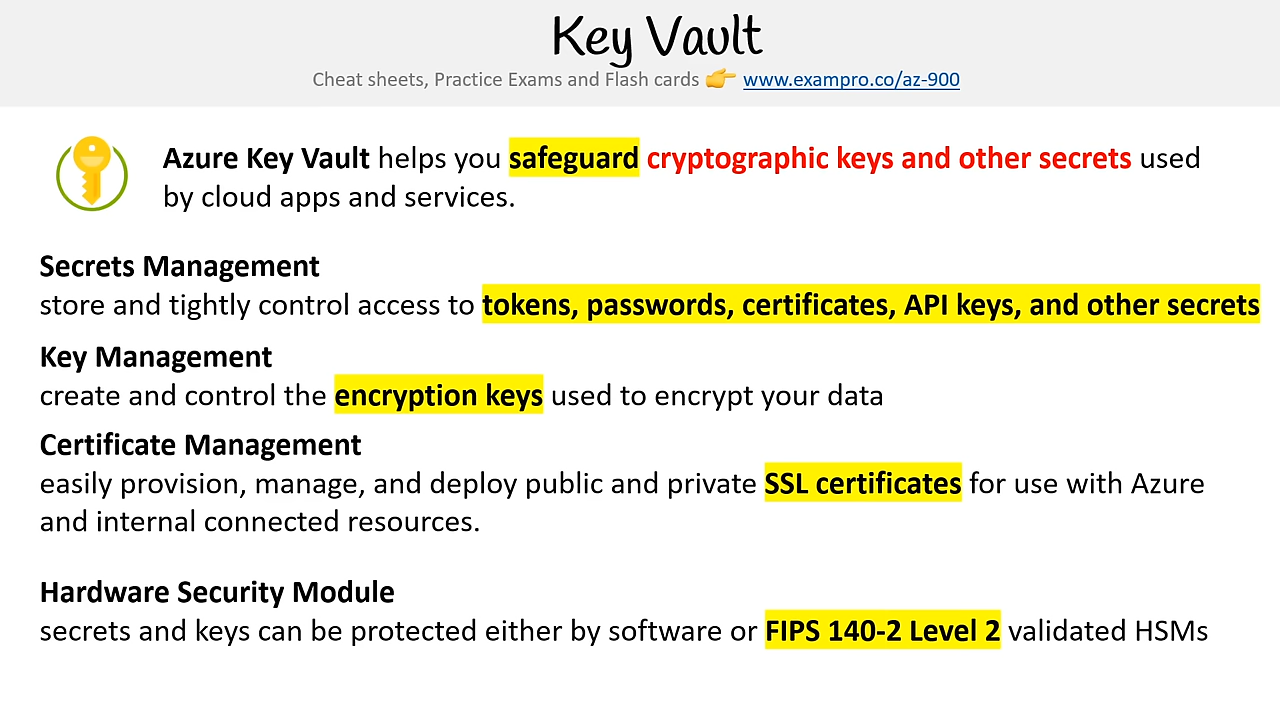 Key Vault
Cheat sheets, Practice Exams and Flash cards 👉 www.exampro.co/az-900
Azure Key Vault helps you safeguard cryptographic keys and other secrets used
by cloud apps and services.
Secrets Management
store and tightly control access to tokens, passwords, certificates, API keys, and other secrets
Key Management
create and control the encryption keys used to encrypt your data
Certificate Management
easily provision, manage, and deploy public and private SSL certificates for use with Azure
and internal connected resources.
Hardware Security Module
secrets and keys can be protected either by software or FIPS 140-2 Level 2 validated HSMs